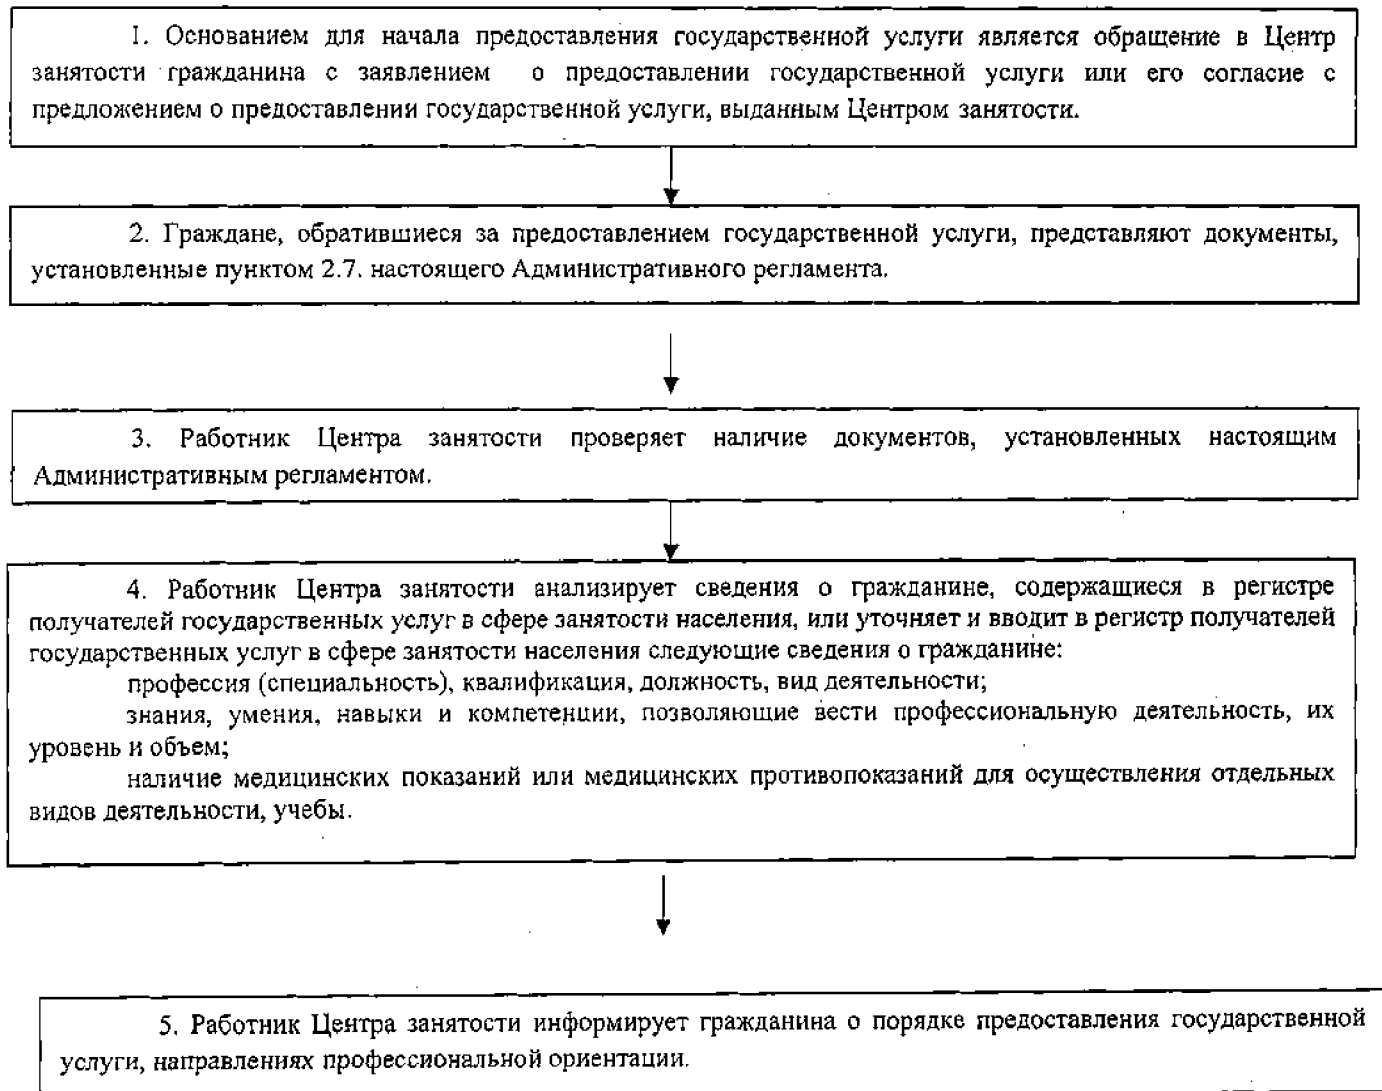 1. Основанием для начала предоставления государственной услуги является обращение в Центр
занятости гражданина с заявлением о предоставлении государственной услуги или его согласие с
предложением о предоставлении государственной услуги, выданным Центром занятости.
2. Граждане, обратившиеся за предоставлением государственной услуги, представляют документы,
установленные пунктом 2.7. настоящего Административного регламента.
3. Работник Центра занятости проверяет наличие документов, установленных настоящим
Административным регламентом.
4. Работник Центра занятости анализирует сведения о гражданине, содержащиеся в регистре
получателей государственных услуг в сфере занятости населения, или уточняет и вводит в регистр получателей
государственных услуг в сфере занятости населения следующие сведения о гражданине:
профессия (специальность), квалификация, должность, вид деятельности;
знания, умения, навыки и компетенции, позволяющие вести профессиональную деятельность, их
уровень и объем;
наличие медицинских показаний или медицинских противопоказаний для осуществления отдельных
видов деятельности, учебы.
5. Работник Центра занятости информирует гражданина о порядке предоставления государственной
услуги, направлениях профессиональной ориентации.